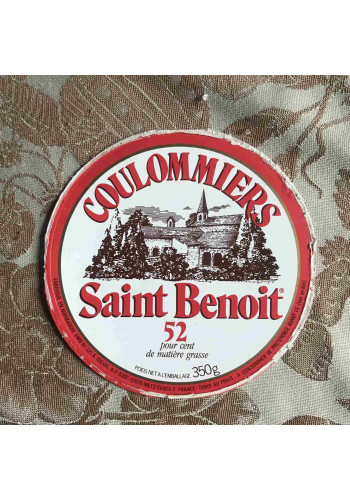 COULOMMIERS
Saint Benoit®
52
pour cent
de matière grasse
POIDS NET A L'EMBALLAGE 350g